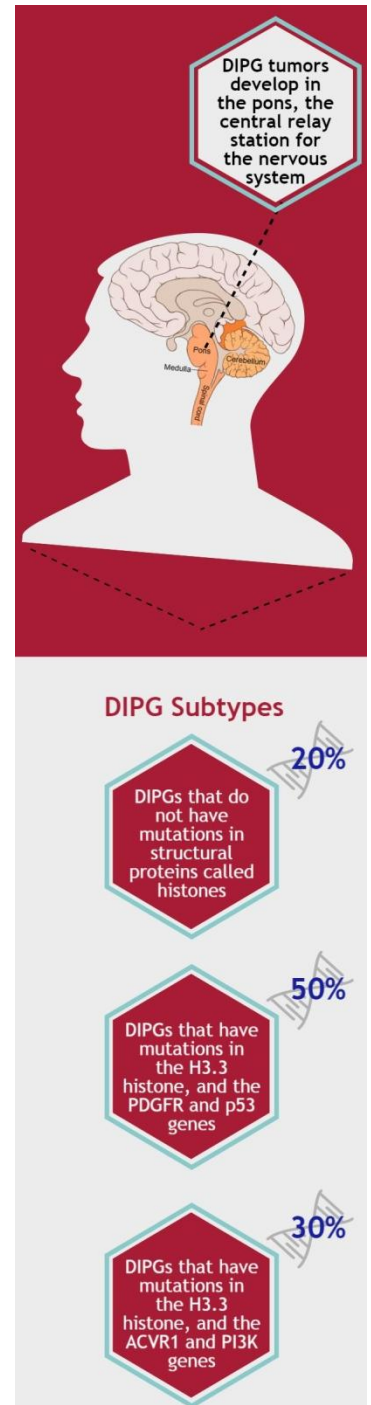 DIPG tumors
develop in
the pons, the
central relay
station for
the nervous
system
Pons
Medulla
Cerebellum
Spinal cord
DIPG Subtypes
20%
DIPGs that do
not have
mutations in
structural
proteins called
histones
50%
DIPGs that have
mutations in
the H3.3
histone, and the
PDGFR and p53
genes
30%
DIPGs that have
mutations in
the H3.3
histone, and the
ACVR1 and PI3K
genes